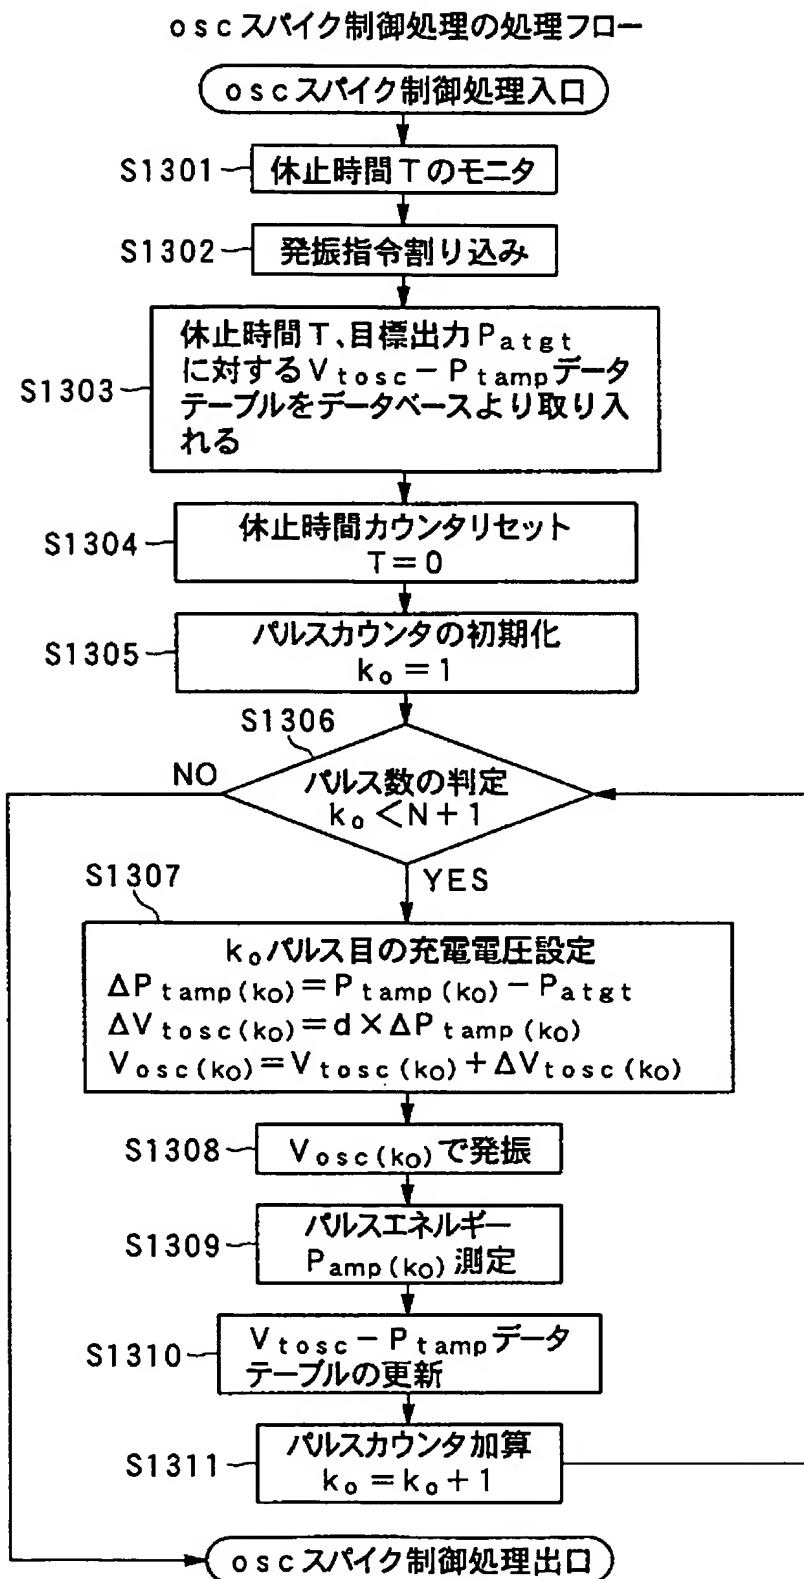 oscスパイク制御処理の処理フロー
oscスパイク制御処理入口
S1301
休止時間Tのモニタ
S1302
発振指令割り込み
S1303
休止時間T、目標出力Patgt
に対するVtosc－Ptampデータ
テーブルをデータベースより取り入
れる
S1304
休止時間カウンタリセット
T＝0
S1305
パルスカウンタの初期化
ko＝1
S1306
NO
パルス数の判定
ko＜N＋1
YES
S1307
koパルス目の充電電圧設定
ΔPtamp(ko)＝Ptamp(ko)－Patgt
ΔVtosc(ko)＝d×ΔPtamp(ko)
Vosc(ko)＝Vtosc(ko)＋ΔVtosc(ko)
S1308
Vosc(ko)で発振
S1309
パルスエネルギー
Pamp(ko)測定
S1310
Vtosc－Ptampデータ
テーブルの更新
S1311
パルスカウンタ加算
ko＝ko＋1
oscスパイク制御処理出口